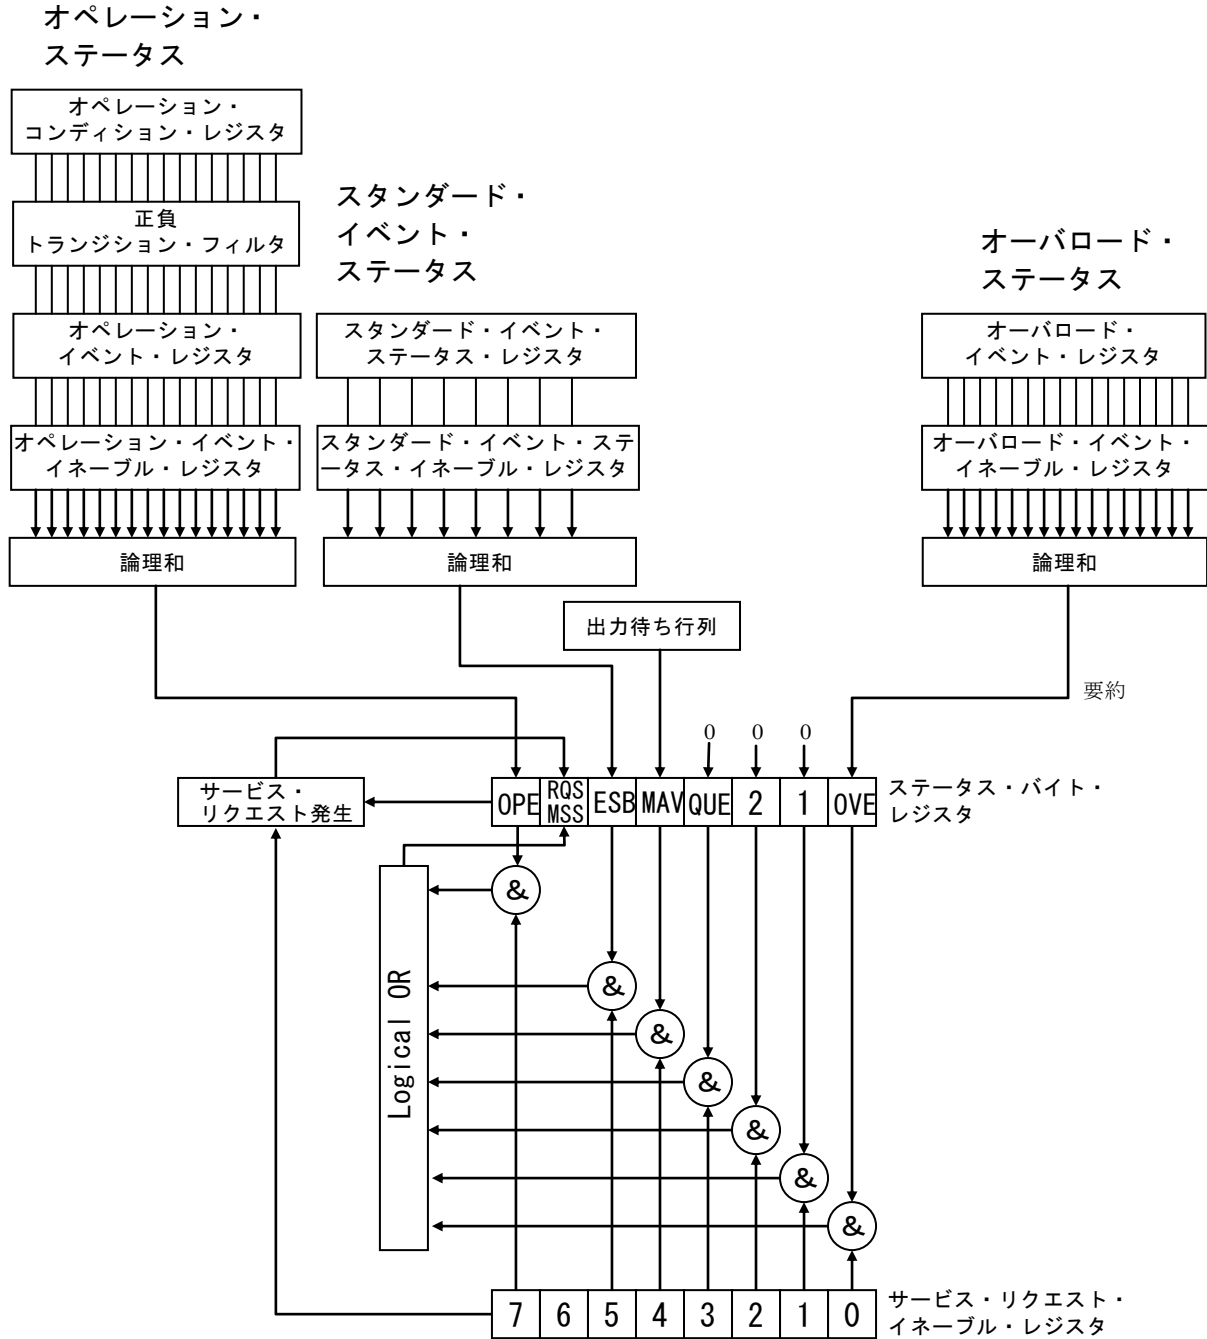 オペレーション・
ステータス
オペレーション・
コンディション・レジスタ
正負
トランジション・フィルタ
オペレーション・
イベント・レジスタ
オペレーション・イベント・
イネーブル・レジスタ
論理和
スタンダード・
イベント・
ステータス
スタンダード・イベント・
ステータス・レジスタ
スタンダード・イベント・ステ
ータス・イネーブル・レジスタ
論理和
オーバロード・
ステータス
オーバロード・
イベント・レジスタ
オーバロード・イベント・
イネーブル・レジスタ
論理和
出力待ち行列
要約
0 0 0
サービス・
リクエスト発生
OPE RQS MSS ESB MAV QUE 2 1 OVE
ステータス・バイト・
レジスタ
&
&
&
&
&
&
&
Logical OR
7 6 5 4 3 2 1 0
サービス・リクエスト・
イネーブル・レジスタ